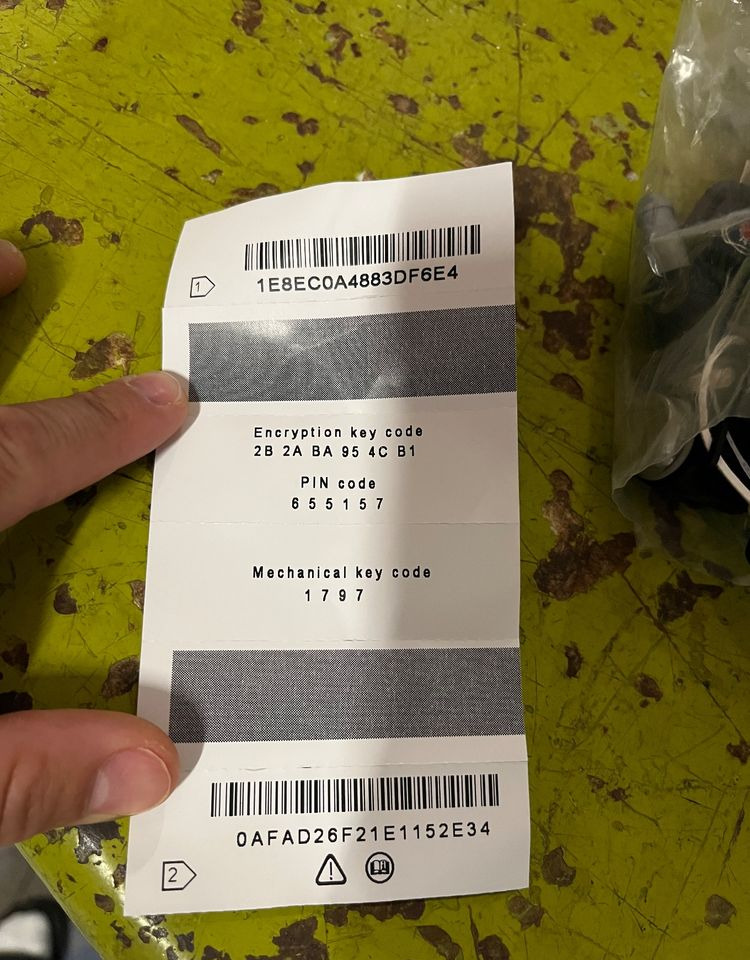 1E8EC0A4883DF6E4
1
Encryption key code
2B 2A BA 95 4C B1
PIN code
6 5 5 1 5 7
Mechanical key code
1 7 9 7
0AFAD26F21E1152E34
2